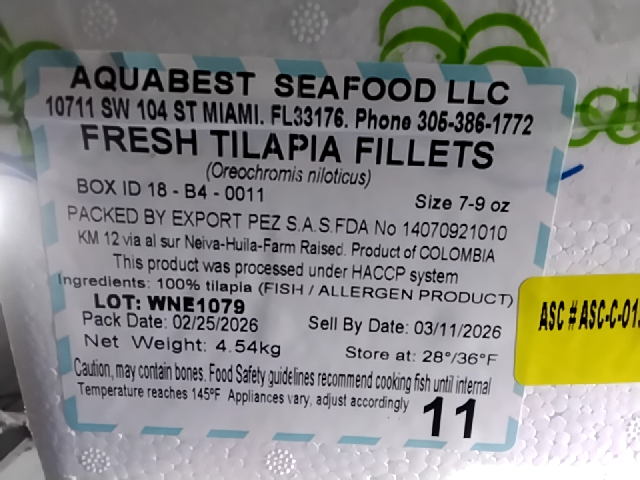 AQUABEST SEAFOOD LLC
10711 SW 104 ST MIAMI. FL33176. Phone 305-386-1772
FRESH TILAPIA FILLETS
(Oreochromis niloticus)
BOX ID 18 - B4 - 0011
Size 7-9 oz
PACKED BY EXPORT PEZ S.A.S.FDA No 14070921010
KM 12 via al sur Neiva-Huila-Farm Raised. Product of COLOMBIA
This product was processed under HACCP system
Ingredients: 100% tilapia (FISH / ALLERGEN PRODUCT)
LOT: WNE1079
Pack Date: 02/25/2026 Sell By Date: 03/11/2026
Net Weight: 4.54kg Store at: 28°/36°F
Caution, may contain bones. Food Safety guidelines recommend cooking fish until internal
Temperature reaches 145°F Appliances vary, adjust accordingly
11
ASC # ASC-C-01